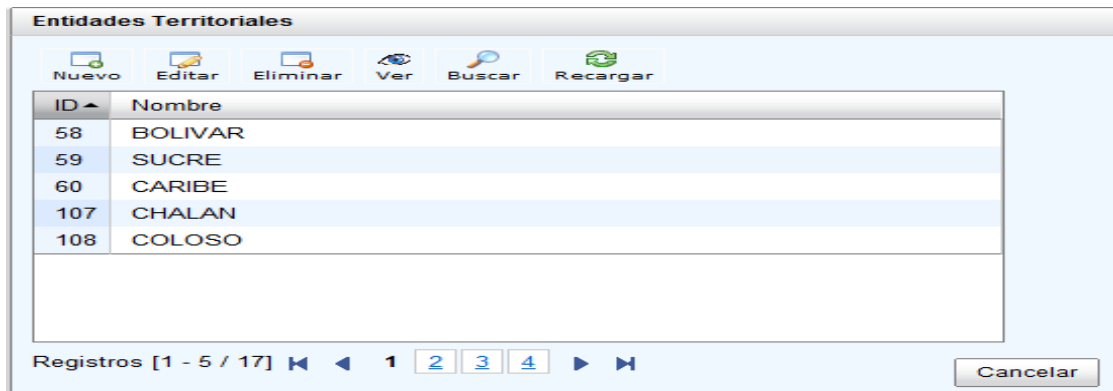 Entidades Territoriales
Nuevo Editar Eliminar Ver Buscar Recargar
ID Nombre
58 BOLIVAR
59 SUCRE
60 CARIBE
107 CHALAN
108 COLOSO
Registros [1 - 5 / 17] 1 2 3 4
Cancelar